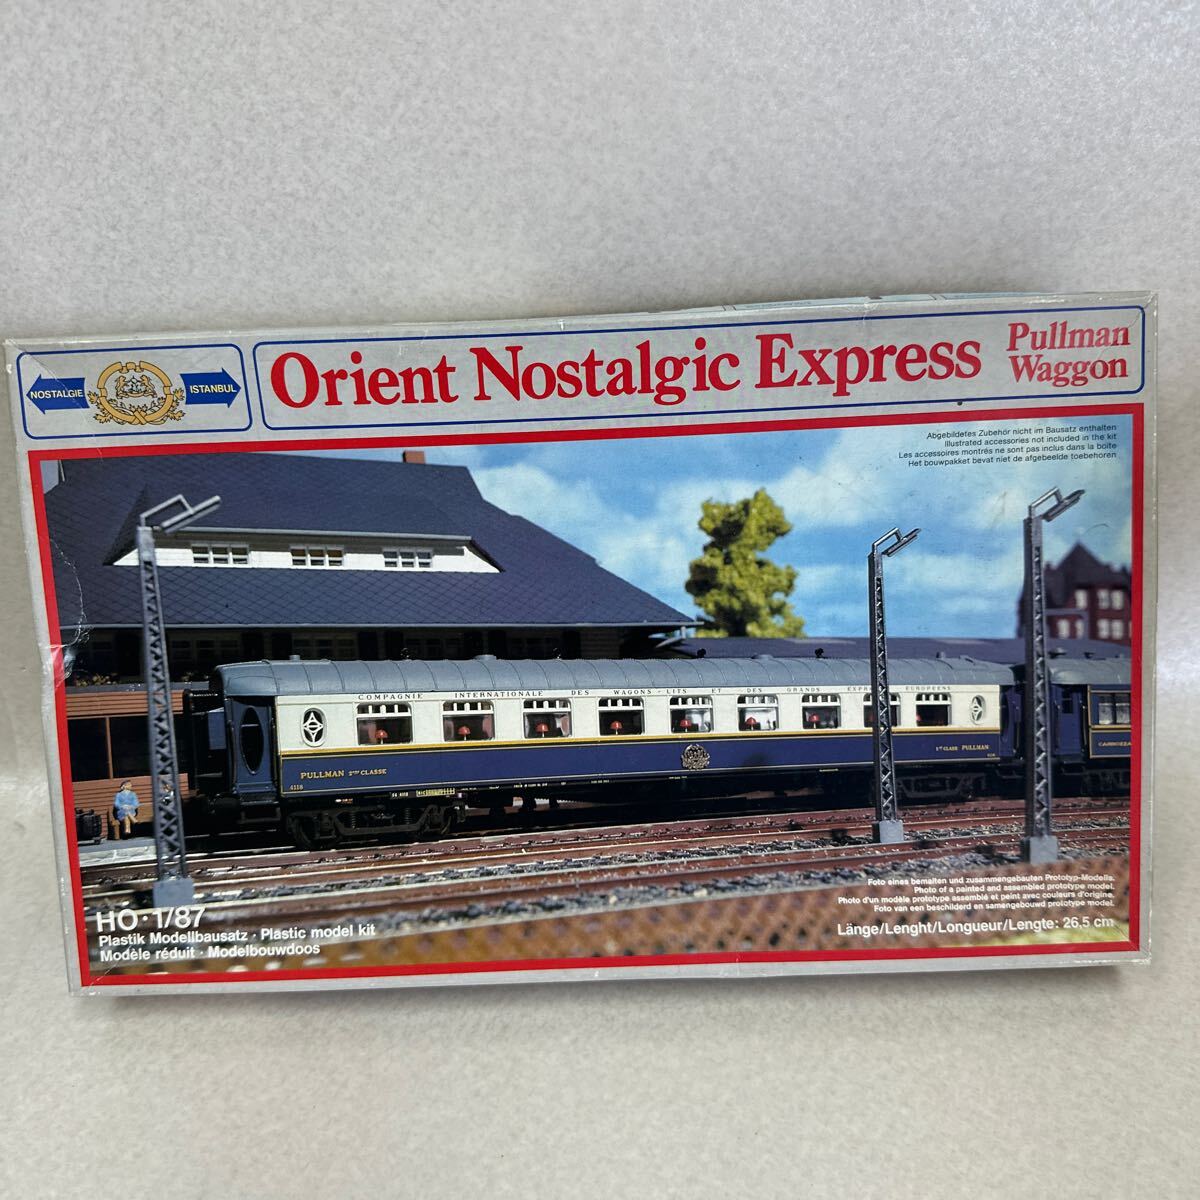 NOSTALGIE
ISTANBUL
Orient Nostalgic Express
Pullman
Waggon
Abgebildetes Zubehör nicht im Bausatz enthalten
Illustrated accessories not included in the kit
Les accessoires montrés ne sont pas inclus dans la boîte
Het bouwpakket bevat niet de afgebeelde toebehoren
COMPAGNIE INTERNATIONALE DES WAGONS-LITS ET DES GRANDS EUROPEENS
PULLMAN 2me CLASSE
4118
CLASSE PULLMAN
HO · 1/87
Plastik Modellbausatz · Plastic model kit
Modèle réduit · Modelbouwdoos
Foto eines bemalten und zusammengebauten Prototyp-Modells.
Photo of a painted and assembled prototype model.
Photo d'un modèle prototype assemblé et peint avec couleurs d'origine.
Foto van een beschilderd en samengebouwd prototype model.
Länge/Lenght/Longueur/Lengte: 26,5 cm